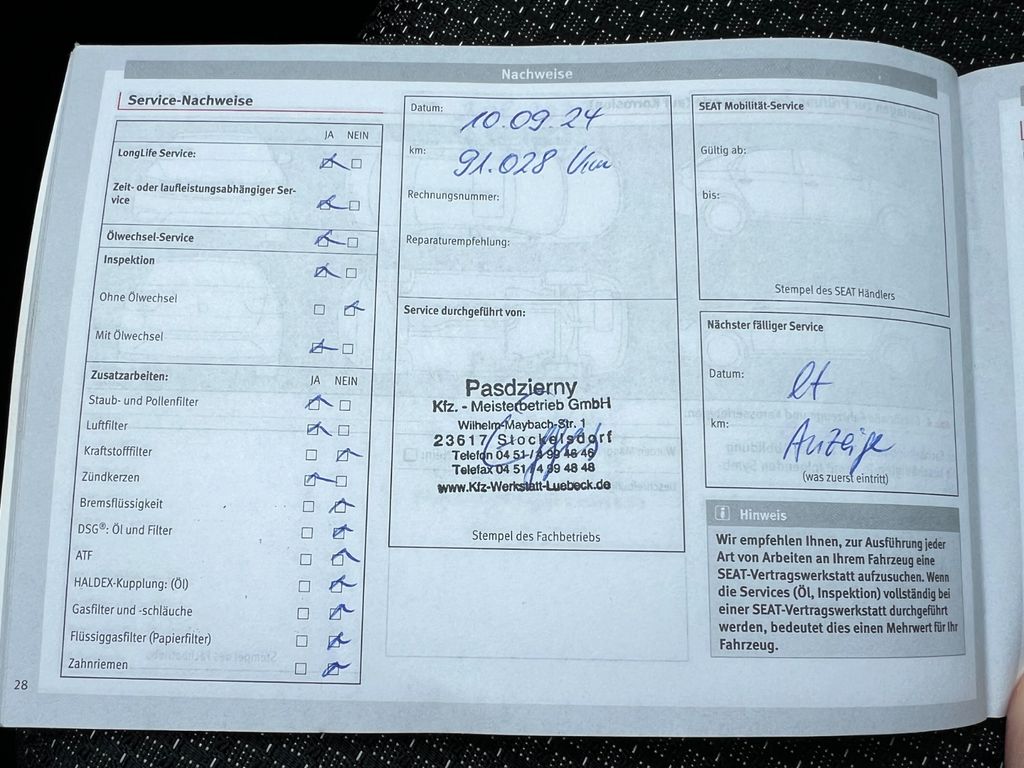 Nachweise
Service-Nachweise
JA NEIN
LongLife Service:
Zeit- oder laufleistungsabhängiger Ser-
vice
Ölwechsel-Service
Inspektion
Ohne Ölwechsel
Mit Ölwechsel
Zusatzarbeiten: JA NEIN
Staub- und Pollenfilter
Luftfilter
Kraftstofffilter
Zündkerzen
Bremsflüssigkeit
DSG®: Öl und Filter
ATF
HALDEX-Kupplung: (Öl)
Gasfilter und -schläuche
Flüssiggasfilter (Papierfilter)
Zahnriemen
28
Datum: 10.09.24
km: 91.028
Rechnungsnummer:
Reparaturempfehlung:
Service durchgeführt von:
Pasdzierny
Kfz. - Meisterbetrieb GmbH
Wilhelm-Maybach-Str. 1
23617 Stockelsdorf
Telefon 04 51 / 4 99 48 46
Telefax 04 51 / 4 99 48 48
www.Kfz-Werkstatt-Luebeck.de
Stempel des Fachbetriebs
SEAT Mobilität-Service
Gültig ab:
bis:
Stempel des SEAT Händlers
Nächster fälliger Service
Datum: lt
km: Anzeige
(was zuerst eintritt)
i Hinweis
Wir empfehlen Ihnen, zur Ausführung jeder
Art von Arbeiten an Ihrem Fahrzeug eine
SEAT-Vertragswerkstatt aufzusuchen. Wenn
die Services (Öl, Inspektion) vollständig bei
einer SEAT-Vertragswerkstatt durchgeführt
werden, bedeutet dies einen Mehrwert für Ihr
Fahrzeug.